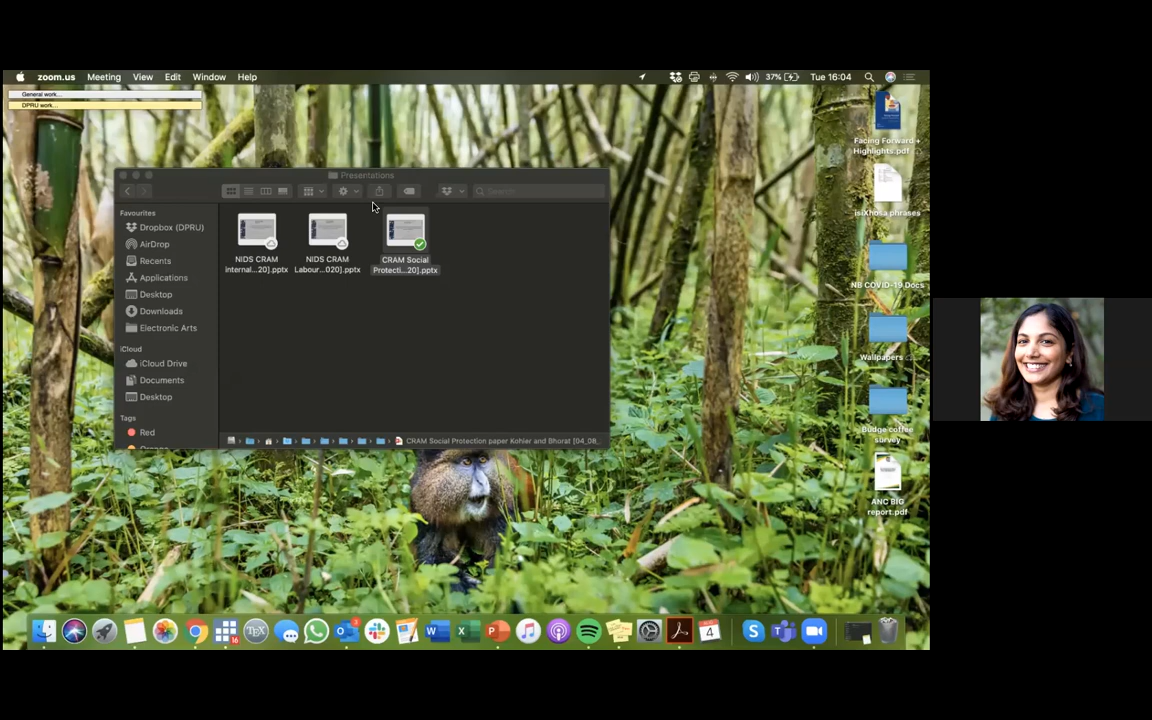 zoom.us Meeting View Edit Window Help 37% Tue 16:04
General work...
DPRU work...
Presentations
Search
Favourites
Dropbox (DPRU)
AirDrop
Recents
Applications
Desktop
Downloads
Electronic Arts
iCloud
iCloud Drive
Documents
Desktop
Tags
Red
NIDS CRAM
internal...20].pptx
NIDS CRAM
Labour...020].pptx
CRAM Social
Protecti...20].pptx
CRAM Social Protection paper Kohler and Bhorat [04_08_
Facing Forward +
Highlights.pdf
isiXhosa phrases
NB COVID-19 Docs
Wallpapers
Budge coffee
survey
ANC BIG
report.pdf